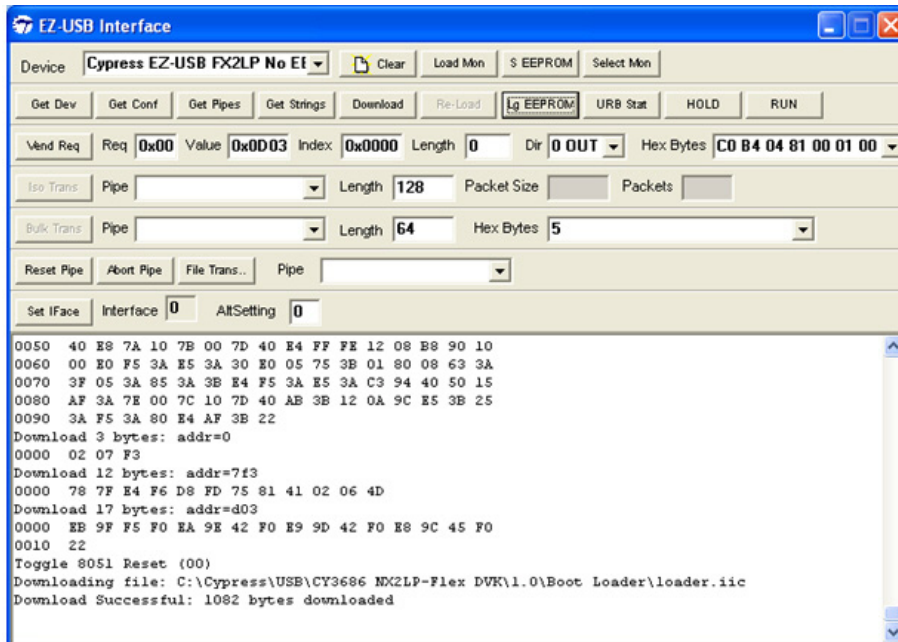 EZ-USB Interface
Device Cypress EZ-USB FX2LP No EE Clear Load Mon S EEPROM Select Mon
Get Dev Get Conf Get Pipes Get Strings Download Re-Load Lg EEPROM URB Stat HOLD RUN
Vend Req Req 0x00 Value 0x0D03 Index 0x0000 Length 0 Dir 0 OUT Hex Bytes C0 B4 04 81 00 01 00
Iso Trans Pipe Length 128 Packet Size Packets
Bulk Trans Pipe Length 64 Hex Bytes 5
Reset Pipe Abort Pipe File Trans.. Pipe
Set IFace Interface 0 AltSetting 0
0050 40 E8 7A 10 7B 00 7D 40 E4 FF FE 12 08 B8 90 10
0060 00 E0 F5 3A E5 3A 30 E0 05 75 3B 01 80 08 63 3A
0070 3F 05 3A 85 3A 3B E4 F5 3A E5 3A C3 94 40 50 15
0080 AF 3A 7E 00 7C 10 7D 40 AB 3B 12 0A 9C E5 3B 25
0090 3A F5 3A 80 E4 AF 3B 22
Download 3 bytes: addr=0
0000 02 07 F3
Download 12 bytes: addr=7f3
0000 78 7F E4 F6 D8 FD 75 81 41 02 06 4D
Download 17 bytes: addr=d03
0000 EB 9F F5 F0 EA 9E 42 F0 E9 9D 42 F0 E8 9C 45 F0
0010 22
Toggle 8051 Reset (00)
Downloading file: C:\Cypress\USB\CY3686 NX2LP-Flex DVK\1.0\Boot Loader\loader.iic
Download Successful: 1082 bytes downloaded